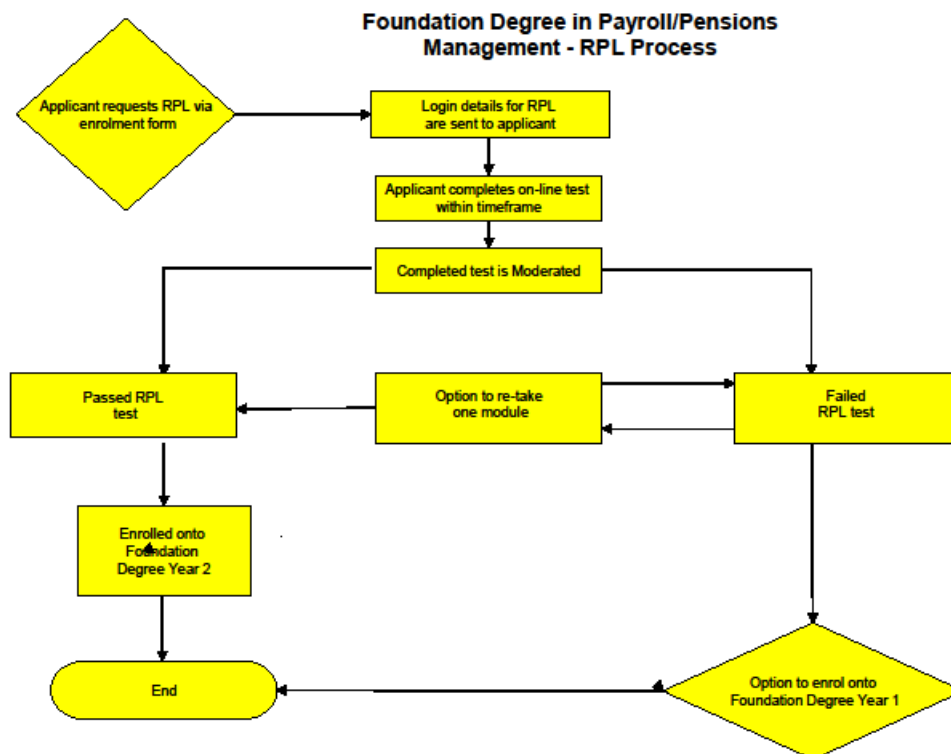 Foundation Degree in Payroll/Pensions
Management - RPL Process
Applicant requests RPL via
enrolment form
Login details for RPL
are sent to applicant
Applicant completes on-line test
within timeframe
Completed test is Moderated
Passed RPL
test
Option to re-take
one module
Failed
RPL test
Enrolled onto
Foundation
Degree Year 2
End
Option to enrol onto
Foundation Degree Year 1